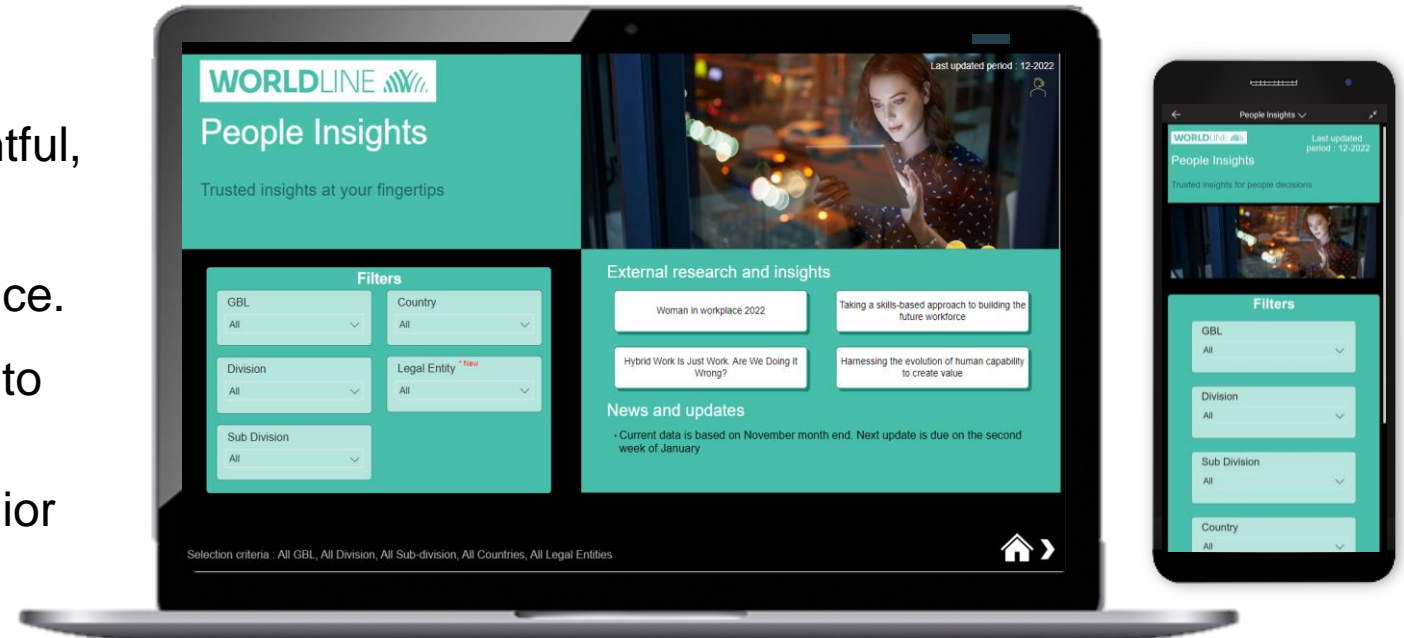 ntful,
ce.
to
ior
WORLDLINE
Last updated period : 12-2022
People Insights
Trusted insights at your fingertips
Filters
GBL
All
Country
All
Division
All
Legal Entity * New
All
Sub Division
All
External research and insights
Woman in workplace 2022
Taking a skills-based approach to building the
future workforce
Hybrid Work Is Just Work. Are We Doing It
Wrong?
Harnessing the evolution of human capability
to create value
News and updates
• Current data is based on November month end. Next update is due on the second
week of January
Selection criteria : All GBL, All Division, All Sub-division, All Countries, All Legal Entities
People Insights
WORLDLINE
Last updated
period : 12-2022
People Insights
Trusted insights for people decisions
Filters
GBL
All
Division
All
Sub Division
All
Country
All